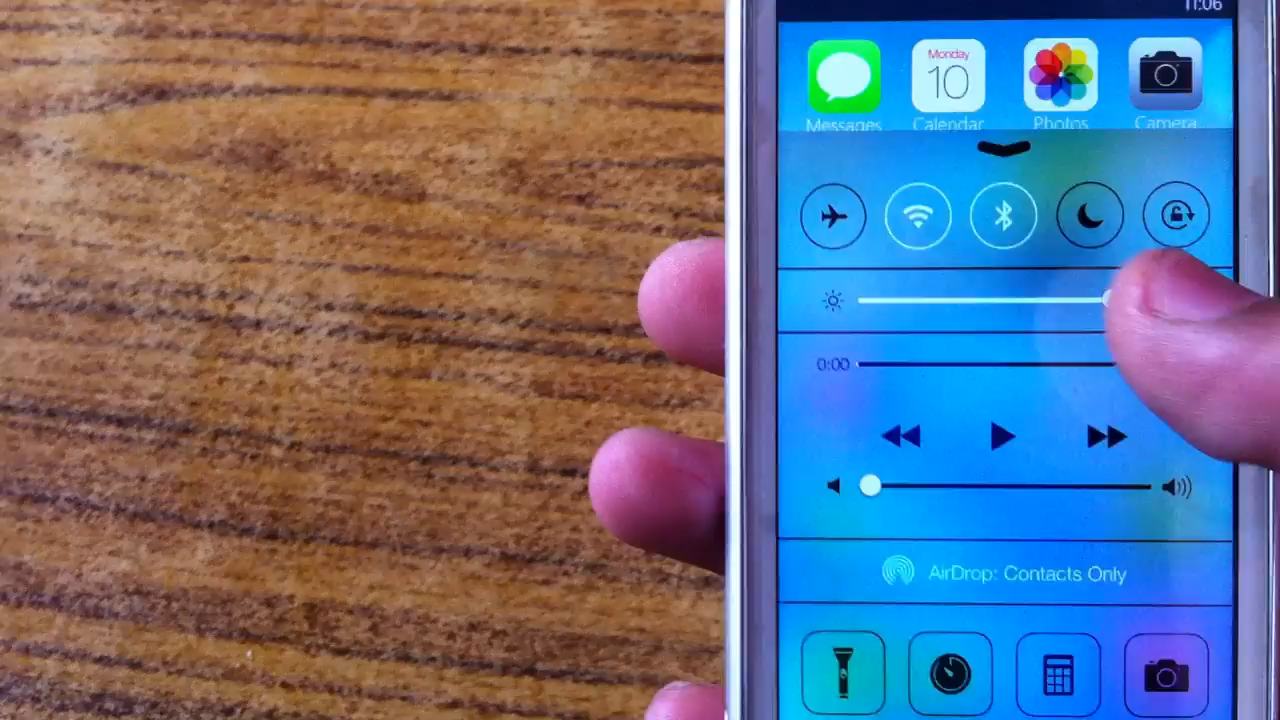 11:06
Monday
10
Messages Calendar Photos Camera
0:00
AirDrop: Contacts Only